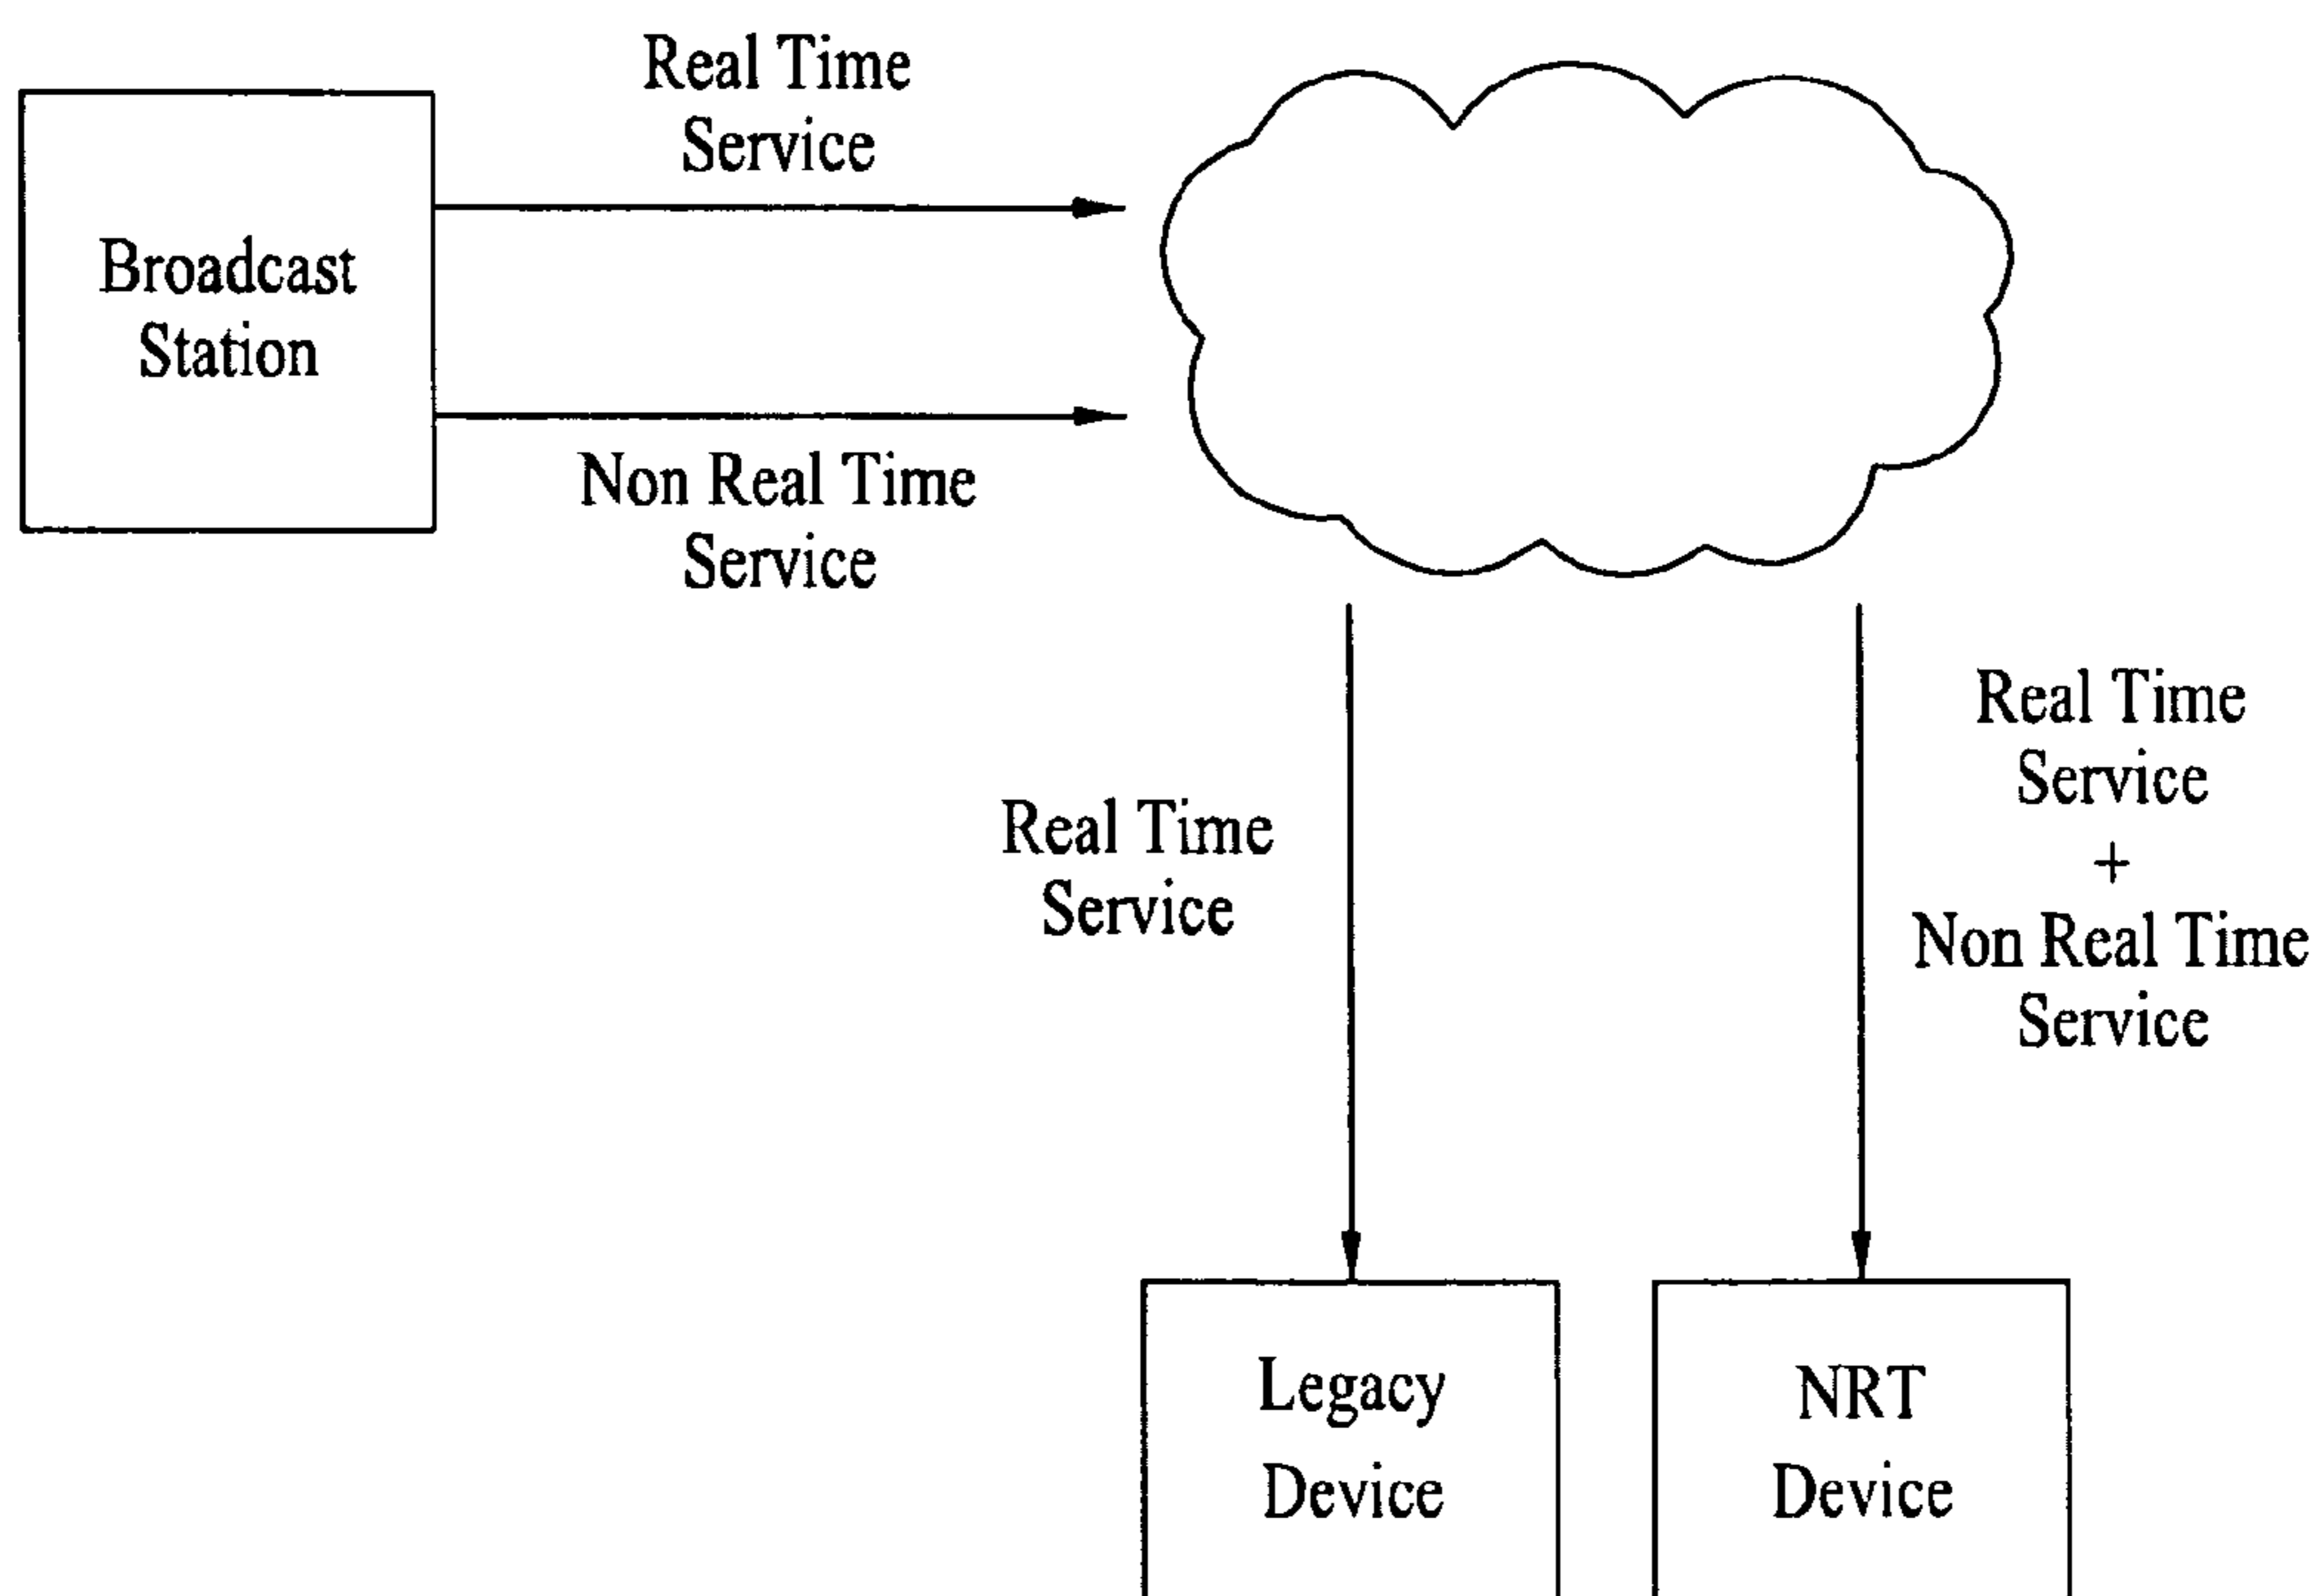 Real Time
Service
Broadcast
Station
Non Real Time
Service
Real Time
Service
Real Time
Service
+
Non Real Time
Service
Legacy
Device
NRT
Device